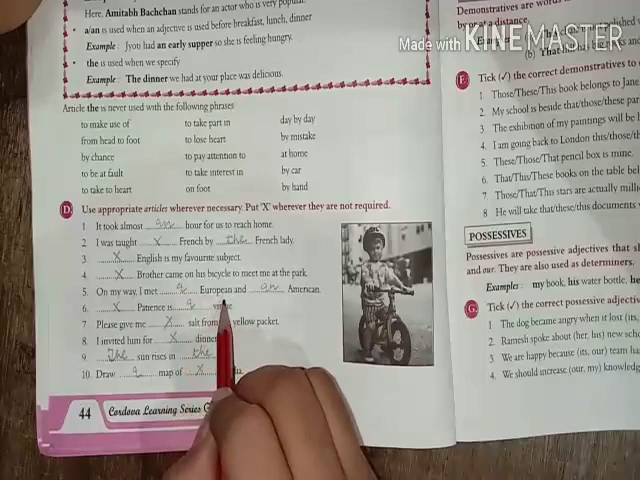 Here, Amitabh Bachchan stands for an actor who is very popular.
• a/an is used when an adjective is used before breakfast, lunch, dinner
Example : Jyou had an early supper so she is feeling hungry.
• the is used when we specify
Example : The dinner we had at your place was delicious.
Article the is never used with the following phrases
to make use of to take part in day by day
from head to foot to lose heart by mistake
by chance to pay attention to at home
to be at fault to take interest in by car
to take to heart on foot by hand
D. Use appropriate articles wherever necessary. Put 'X' wherever they are not required.
1 It took almost an hour for us to reach home.
2 I was taught X French by the French lady.
3 X English is my favourite subject.
4 X Brother came on his bicycle to meet me at the park.
5 On my way, I met a European and an American.
6. X Patience is a
7 Please give me X salt from yellow packet.
8 I invited him for X dinner
9 The sun rises in the
10. Draw a map of X
44 Cordova Learning Series
Demonstratives are words
by or at a distance.
(b) That
F. Tick (✓) the correct demonstratives to
1 Those/These/This book belongs to Jane
2 My school is beside that/those/these
3 The exhibition of my paintings will be
4 I am going back to London this/those
5 These/Those/That pencil box is mine.
6 That/This/These books on the table
7 Those/That/This stars are actually
8 He will take that/these/this documents
POSSESSIVES
Possessives are possessive adjectives that
and our. They are also used as determiners.
Examples: my book, his water bottle,
G. Tick (✓) the correct possessive
1 The dog became angry when I lost (its,
2 Ramesh spoke about (her, his) new
3 We are happy because (its, our) team
4 We should increase (our, my)
Made with KINEMASTER